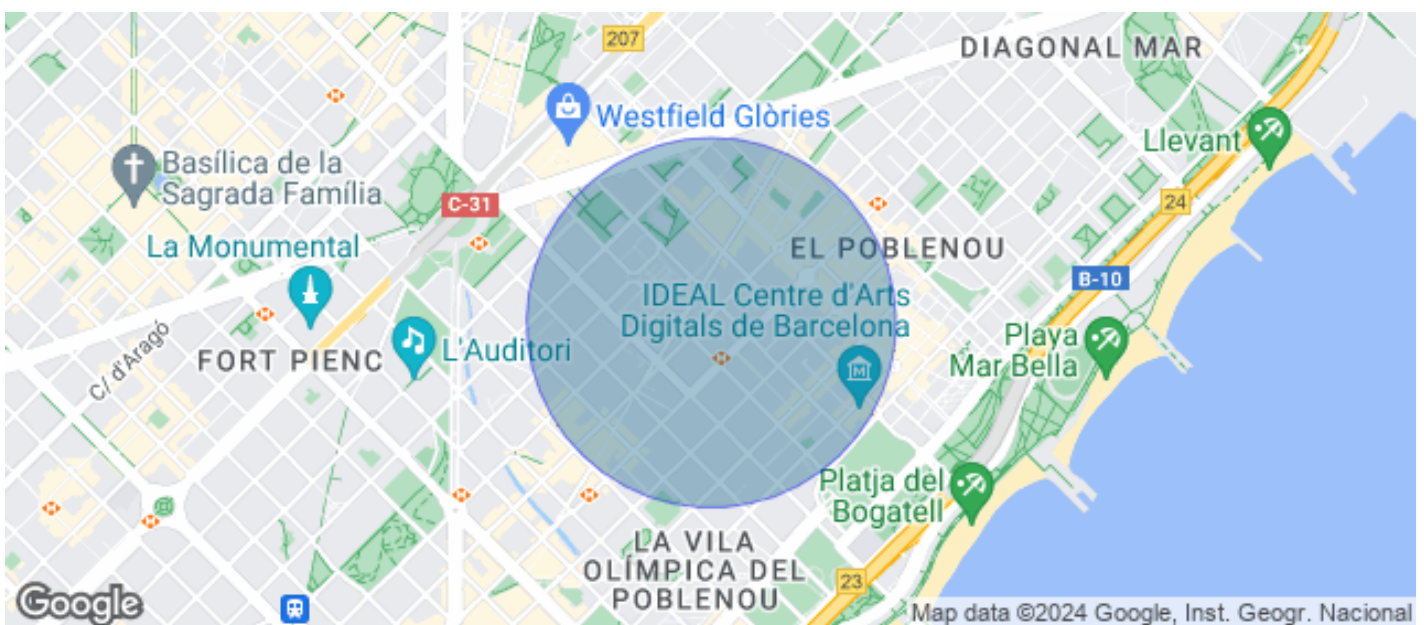 207
DIAGONAL MAR
Westfield Glòries
Llevant
Basílica de la
Sagrada Família
C-31
24
La Monumental
EL POBLENOU
B-10
IDEAL Centre d'Arts
Digitals de Barcelona
C/ d'Aragó
FORT PIENC
L'Auditori
Playa
Mar Bella
Platja del
Bogatell
LA VILA
OLÍMPICA DEL
POBLENOU
23
Google
Map data ©2024 Google, Inst. Geogr. Nacional